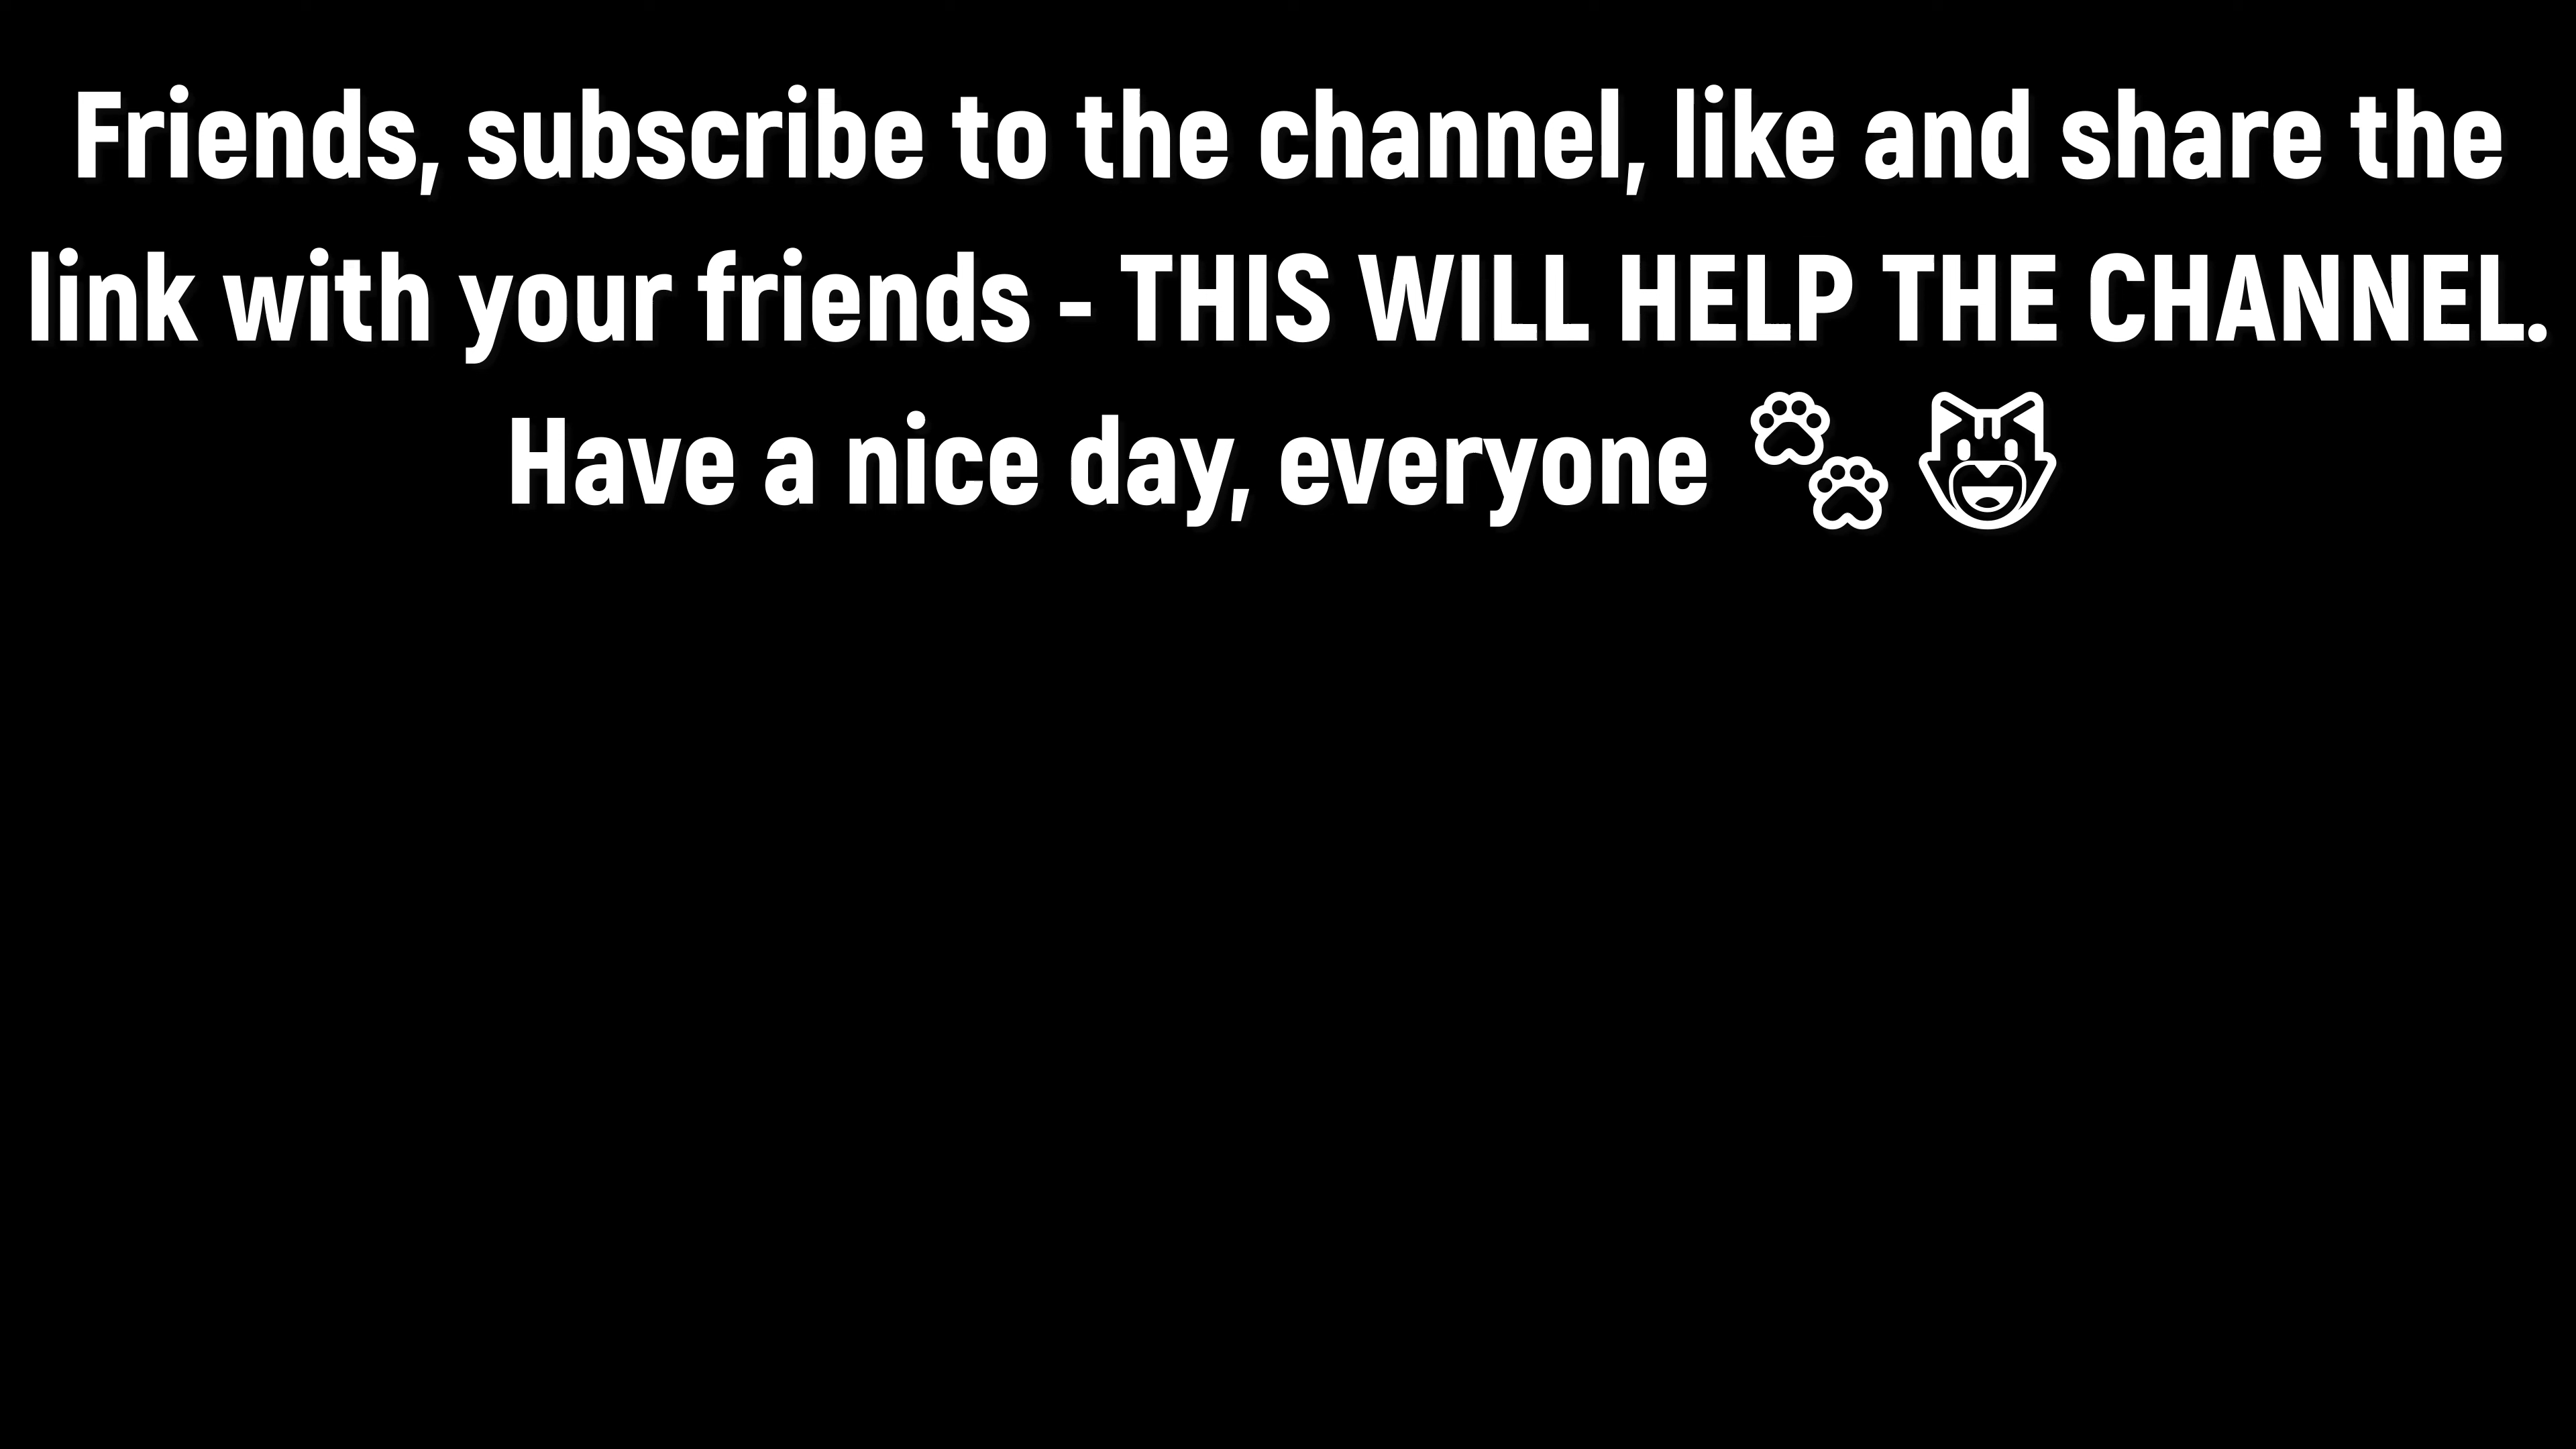 Friends, subscribe to the channel, like and share the
link with your friends - THIS WILL HELP THE CHANNEL.
Have a nice day, everyone 🐾 😺